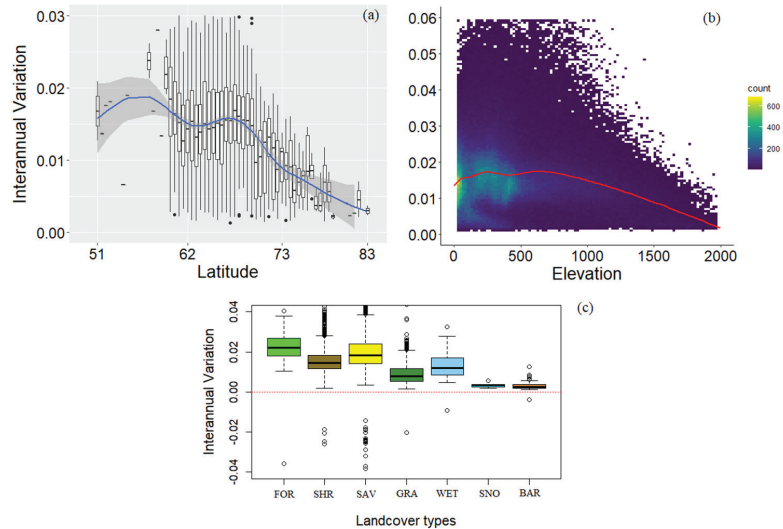 (a)
Interannual Variation
0.03
0.02
0.01
0.00
51 62 73 83
Latitude
(b)
0.06
0.05
0.04
0.03
0.02
0.01
0.00
0 500 1000 1500 2000
Elevation
count
600
400
200
(c)
Interannual Variation
0.04
0.02
0.00
-0.02
-0.04
FOR SHR SAV GRA WET SNO BAR
Landcover types